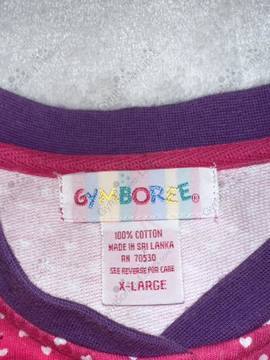 GYMBOREE®
100% COTTON
MADE IN SRI LANKA
RN 70530
SEE REVERSE FOR CARE
X-LARGE